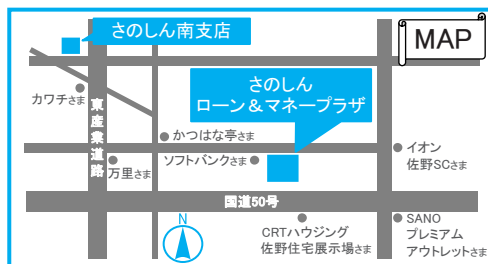 さのしん南支店
MAP
さのしん
ローン＆マネープラザ
カワチさま
東産業道路
かつはな亭さま
万里さま
ソフトバンクさま
イオン
佐野SCさま
国道50号
N
CRTハウジング
佐野住宅展示場さま
SANO
プレミアム
アウトレットさま